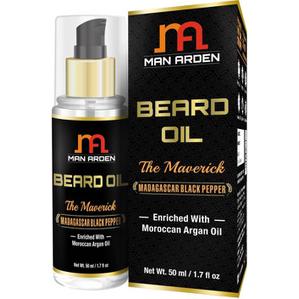 MAN ARDEN
BEARD OIL
The Maverick
MADAGASCAR BLACK PEPPER
Enriched With
Moroccan Argan Oil
Net Wt. 50 ml / 1.7 fl oz
MAN ARDEN
BEARD
OIL
The Maverick
MADAGASCAR BLACK PEPPER
Enriched With
Moroccan Argan Oil
Net Wt. 50 ml / 1.7 fl oz